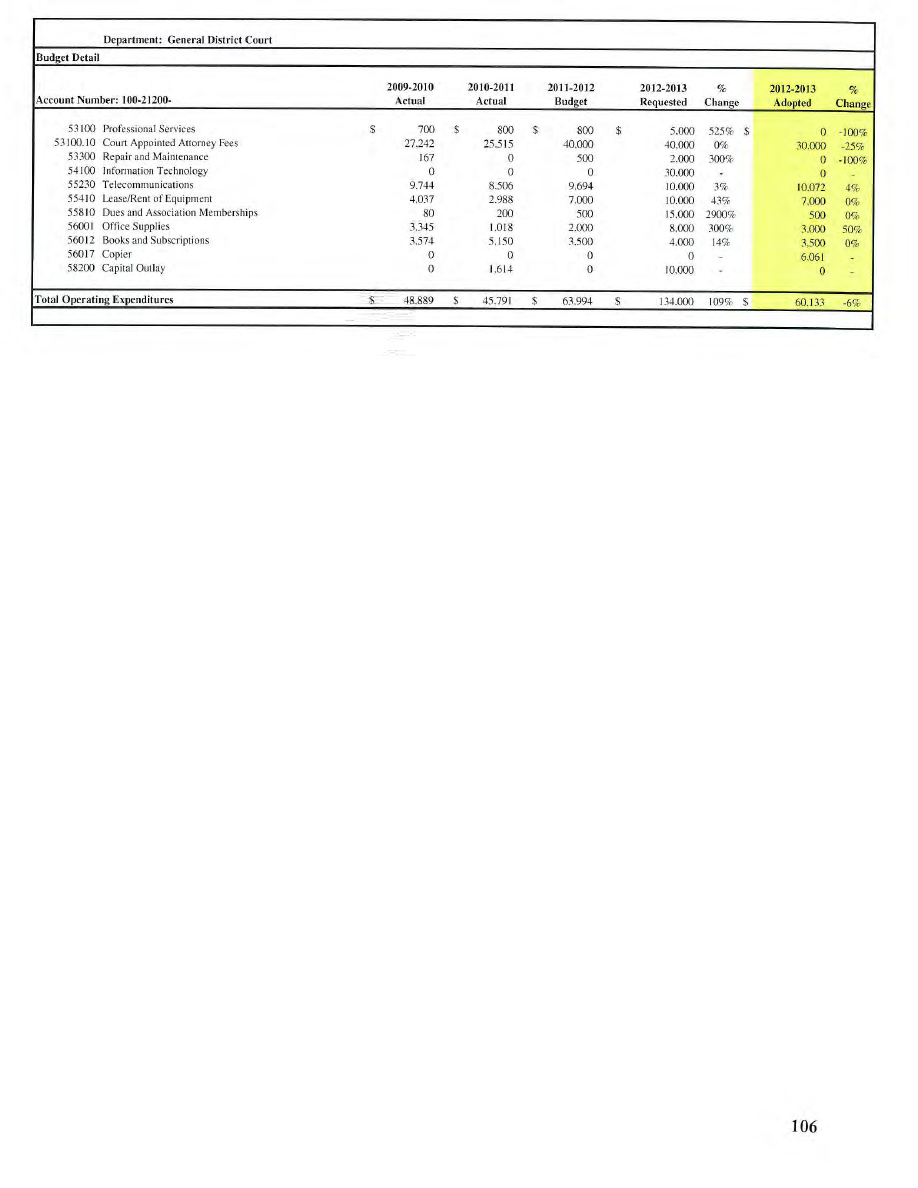 Department: General District Court
Budget Detail
2009-2010 2010-2011 2011-2012 2012-2013 % 2012-2013 %
Account Number: 100-21200- Actual Actual Budget Requested Change Adopted Change
53100 Professional Services $ 700 $ 800 $ 800 $ 5,000 525% $ 0 -100%
53100.10 Court Appointed Attorney Fees 27,242 25,515 40,000 40,000 0% 30,000 -25%
53300 Repair and Maintenance 167 0 500 2,000 300% 0 -100%
54100 Information Technology 0 0 0 30,000 - 0 -
55230 Telecommunications 9,744 8,506 9,694 10,000 3% 10,072 4%
55410 Lease/Rent of Equipment 4,037 2,988 7,000 10,000 43% 7,000 0%
55810 Dues and Association Memberships 80 200 500 15,000 2900% 500 0%
56001 Office Supplies 3,345 1,018 2,000 8,000 300% 3,000 50%
56012 Books and Subscriptions 3,574 5,150 3,500 4,000 14% 3,500 0%
56017 Copier 0 0 0 0 - 6,061 -
58200 Capital Outlay 0 1,614 0 10,000 - 0 -
Total Operating Expenditures $ 48,889 $ 45,791 $ 63,994 $ 134,000 109% $ 60,133 -6%
106